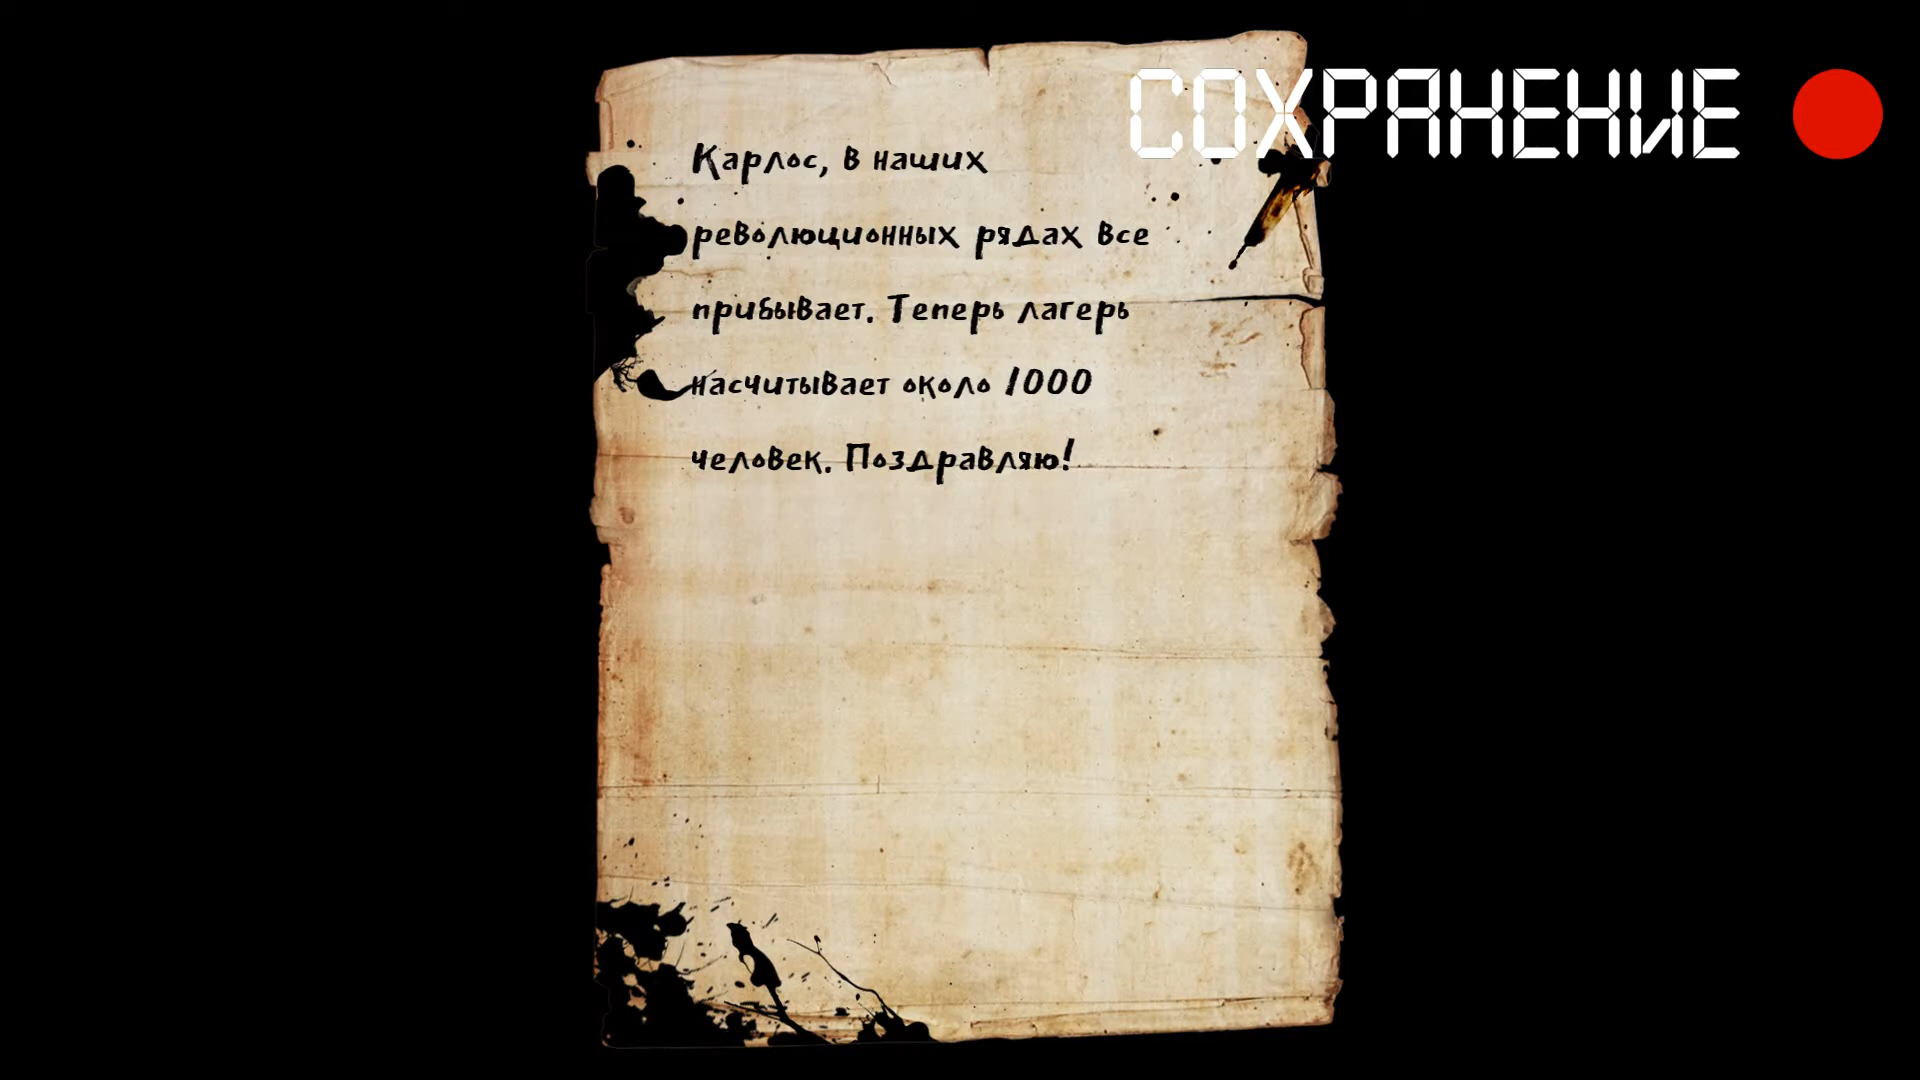 СОХРАНЕНИЕ
Карлос, в наших
революционных рядах все
прибывает. Теперь лагерь
насчитывает около 1000
человек. Поздравляю!